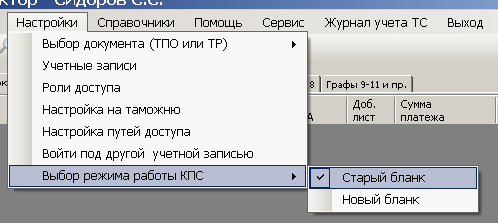 Сидоров С.С.
Настройки Справочники Помощь Сервис Журнал учета ТС Выход
Выбор документа (ТПО или ТР)
Учетные записи
Роли доступа
8 Графы 9-11 и пр.
Настройка на таможню
Доб. лист
Сумма платежа
Настройка путей доступа
Войти под другой учетной записью
Выбор режима работы КПС
Старый бланк
Новый бланк